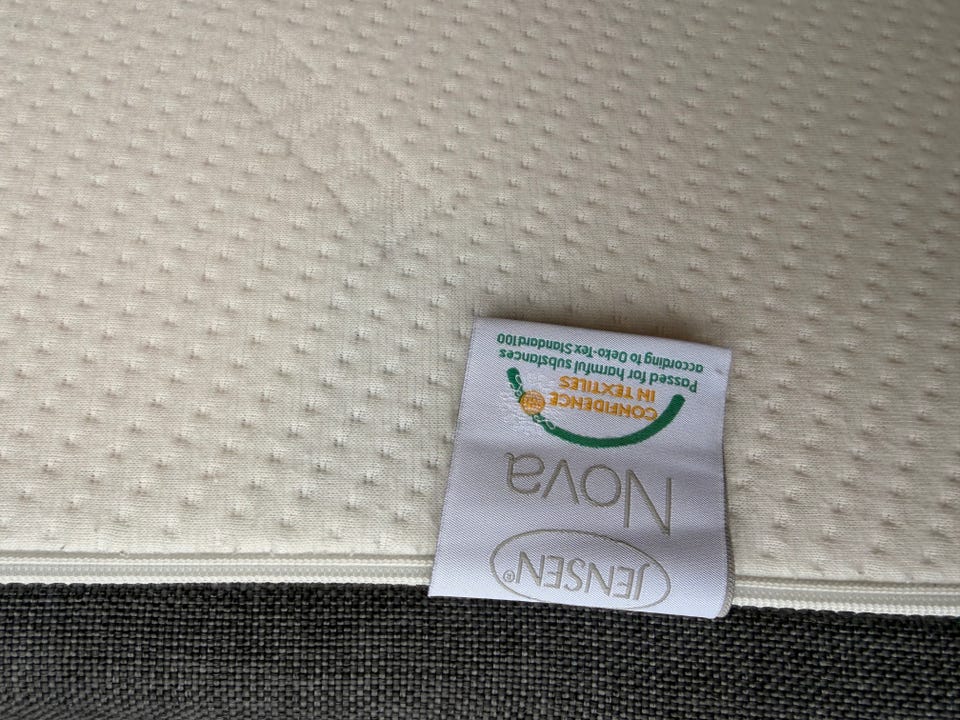 JENSEN®
Nova
CONFIDENCE
IN TEXTILES
Passed for harmful substances
according to Oeko-Tex Standard100